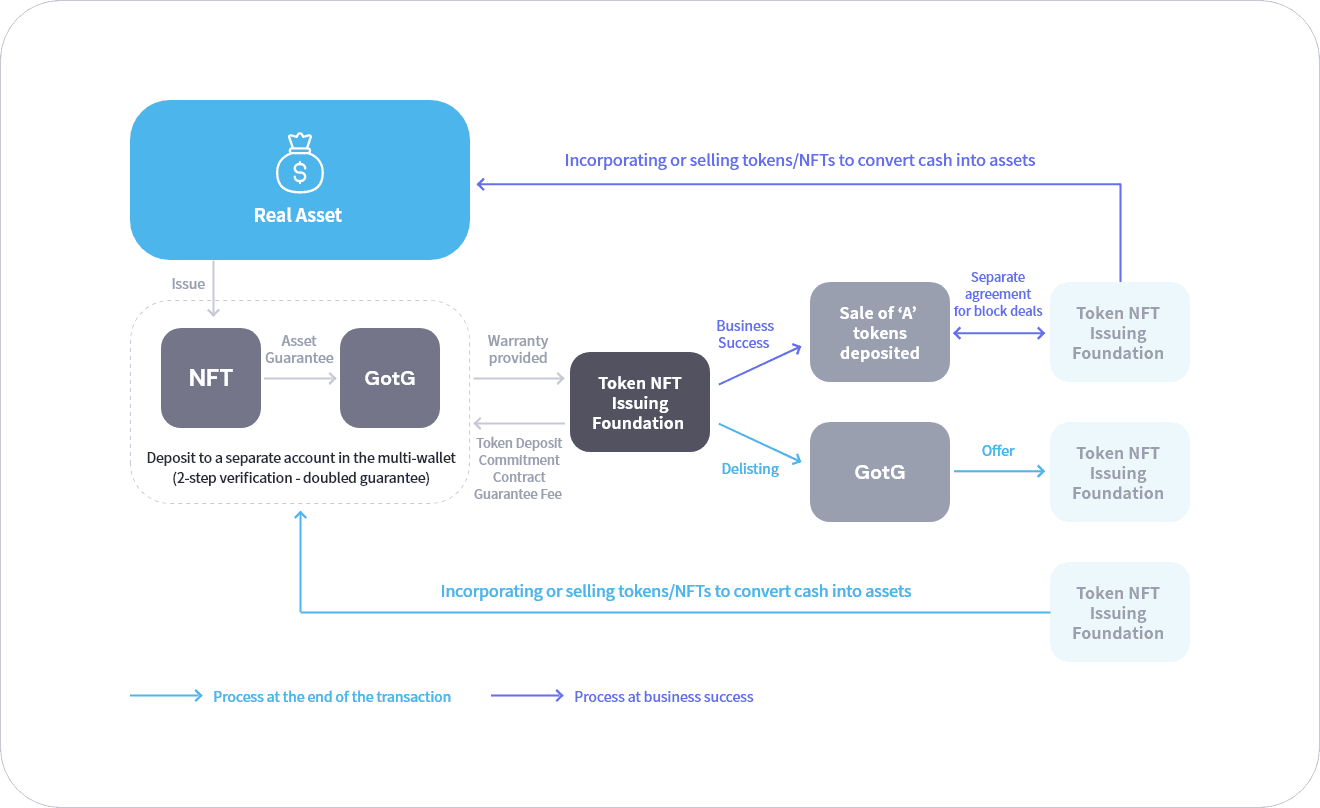 Real Asset
Incorporating or selling tokens/NFTs to convert cash into assets
Issue
NFT
Asset
Guarantee
GotG
Deposit to a separate account in the multi-wallet
(2-step verification - doubled guarantee)
Warranty
provided
Token Deposit
Commitment
Contract
Guarantee Fee
Token NFT
Issuing
Foundation
Business
Success
Delisting
Sale of ‘A’
tokens
deposited
Separate
agreement
for block deals
Token NFT
Issuing
Foundation
GotG
Offer
Token NFT
Issuing
Foundation
Incorporating or selling tokens/NFTs to convert cash into assets
Token NFT
Issuing
Foundation
Process at the end of the transaction
Process at business success